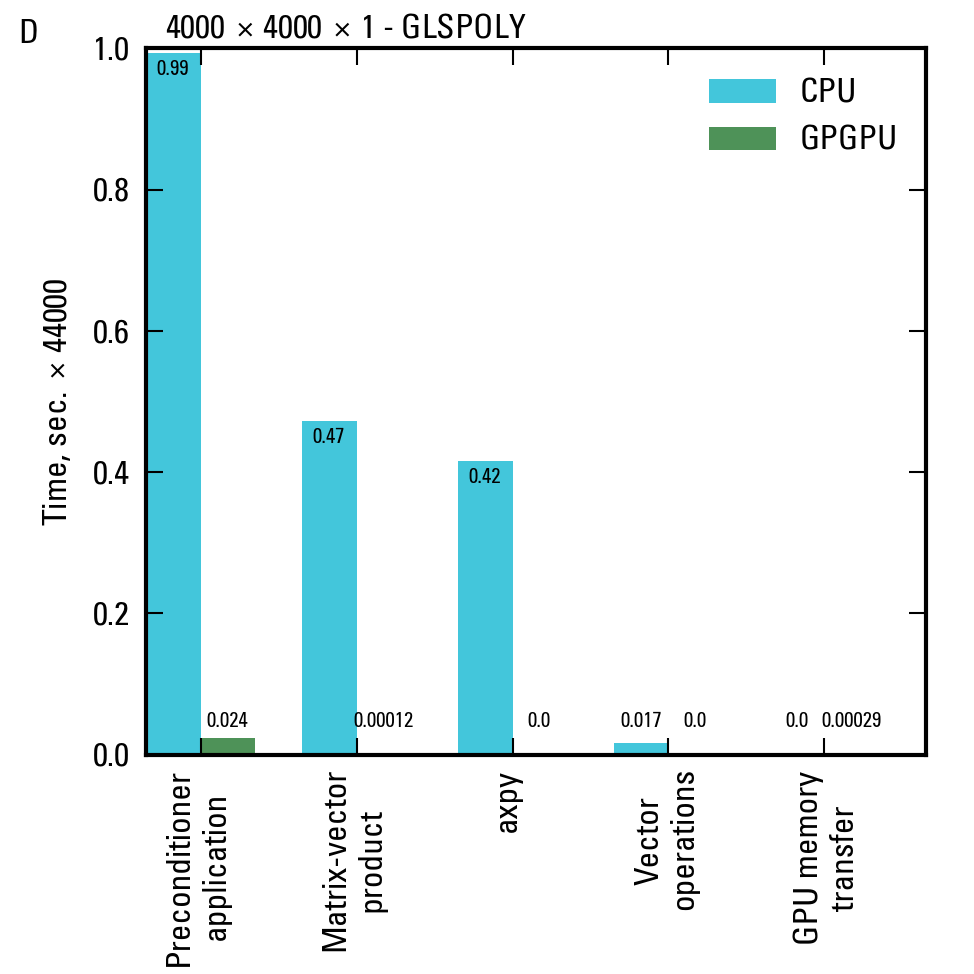 D
4000 × 4000 × 1 - GLSPOLY
CPU
GPGPU
Time, sec. × 44000
1.0
0.8
0.6
0.4
0.2
0.0
0.99
0.024
0.47
0.00012
0.42
0.0
0.017
0.0
0.0
0.00029
Preconditioner
application
Matrix-vector
product
axpy
Vector
operations
GPU memory
transfer